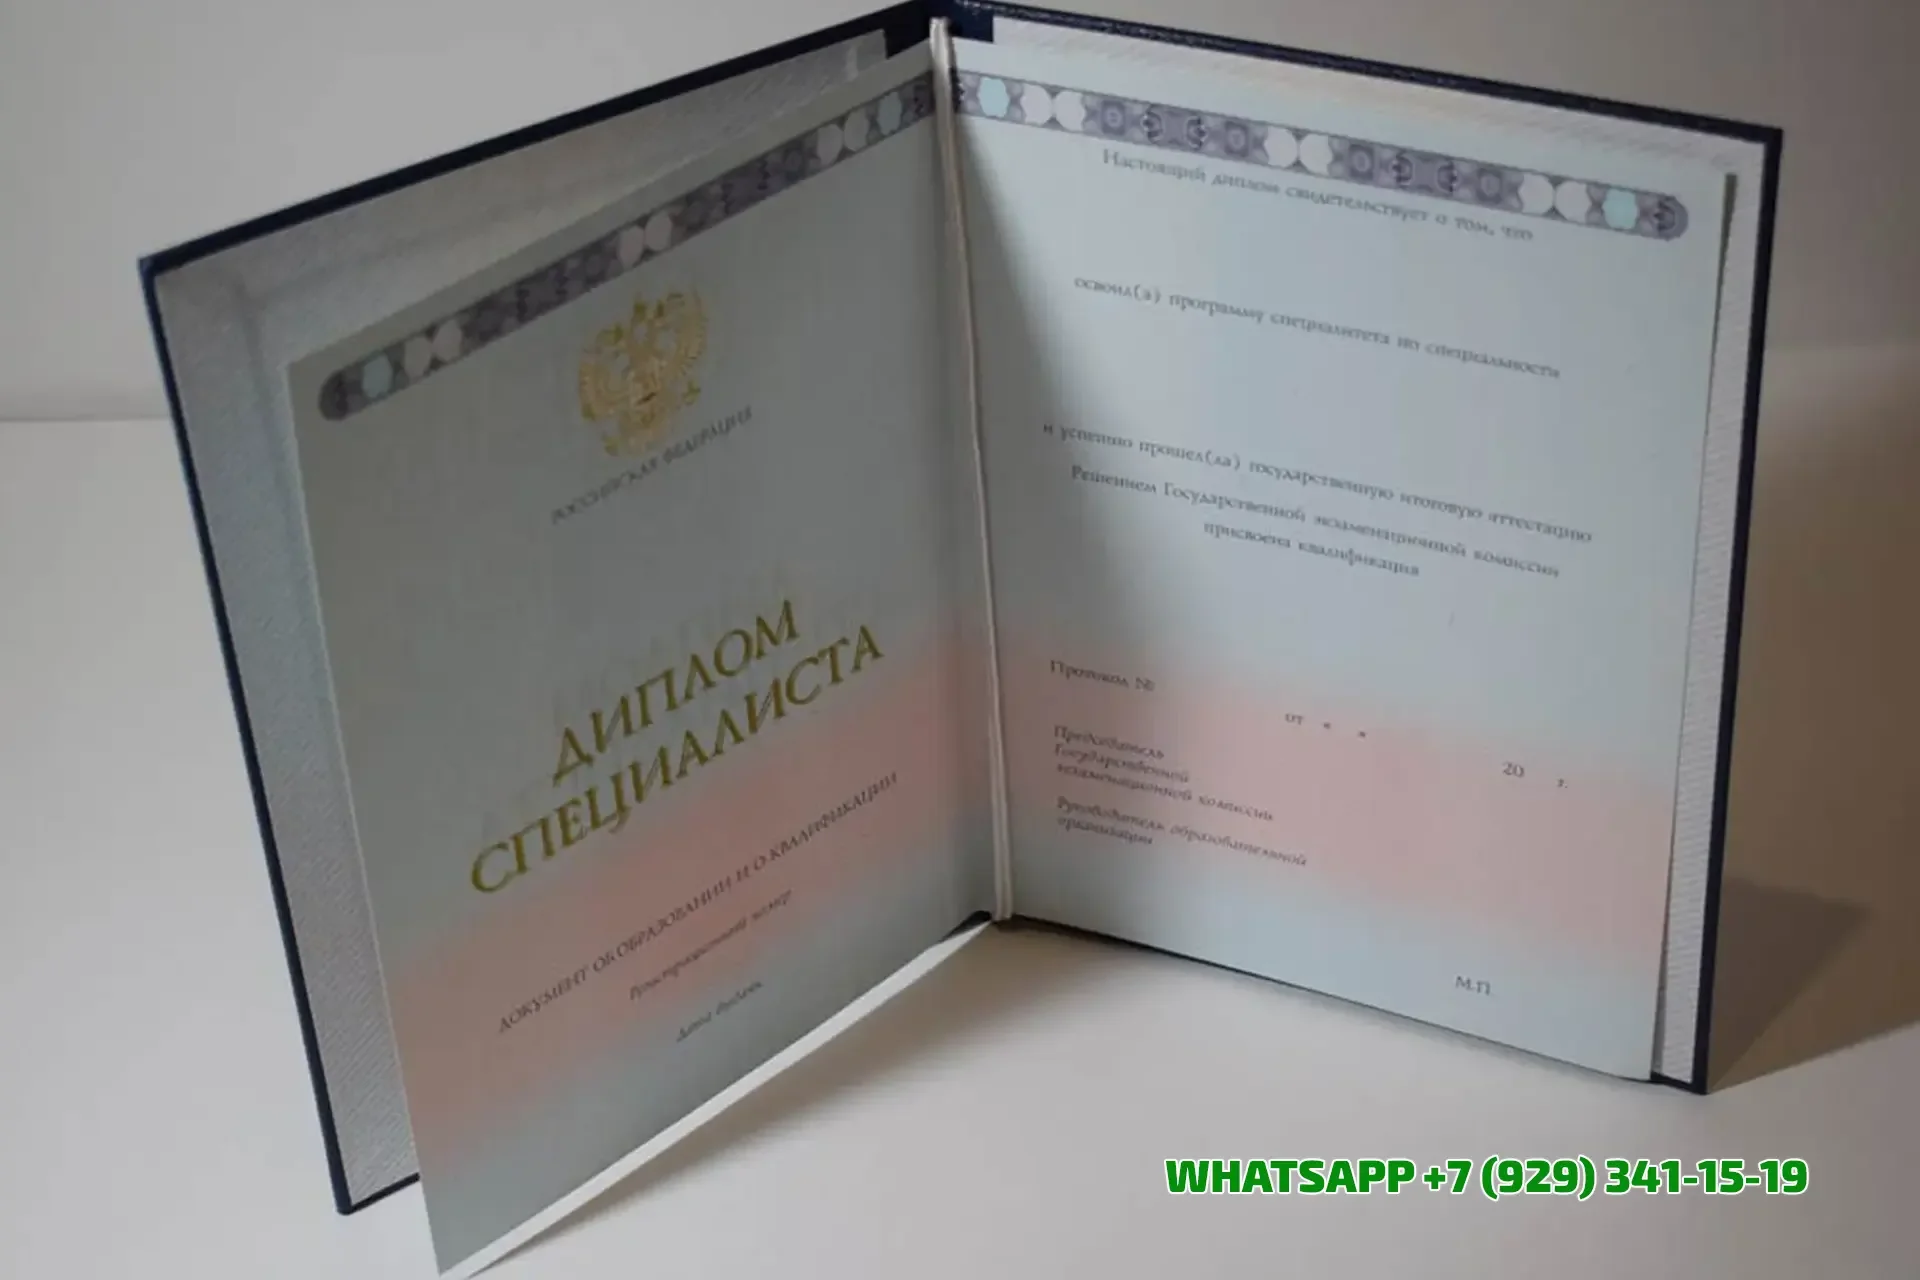 РОССИЙСКАЯ ФЕДЕРАЦИЯ
ДИПЛОМ
СПЕЦИАЛИСТА
ДОКУМЕНТ ОБ ОБРАЗОВАНИИ И О КВАЛИФИКАЦИИ
Регистрационный номер
Дата выдачи
Настоящий диплом свидетельствует о том, что
освоил(а) программу специалитета по специальности
и успешно прошел(ла) государственную итоговую аттестацию
Решением Государственной экзаменационной комиссии
присвоена квалификация
Протокол №
от « »
20 г.
Председатель
Государственной
экзаменационной комиссии
Руководитель образовательной
организации
М.П.
WHATSAPP +7 (929) 341-15-19